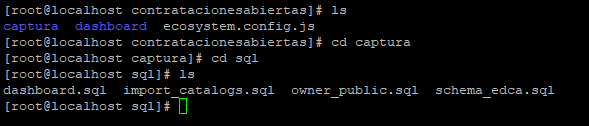 [root@localhost contratacionesabiertas]# ls
captura  dashboard  ecosystem.config.js
[root@localhost contratacionesabiertas]# cd captura
[root@localhost captura]# cd sql
[root@localhost sql]# ls
dashboard.sql  import_catalogs.sql  owner_public.sql  schema_edca.sql
[root@localhost sql]#